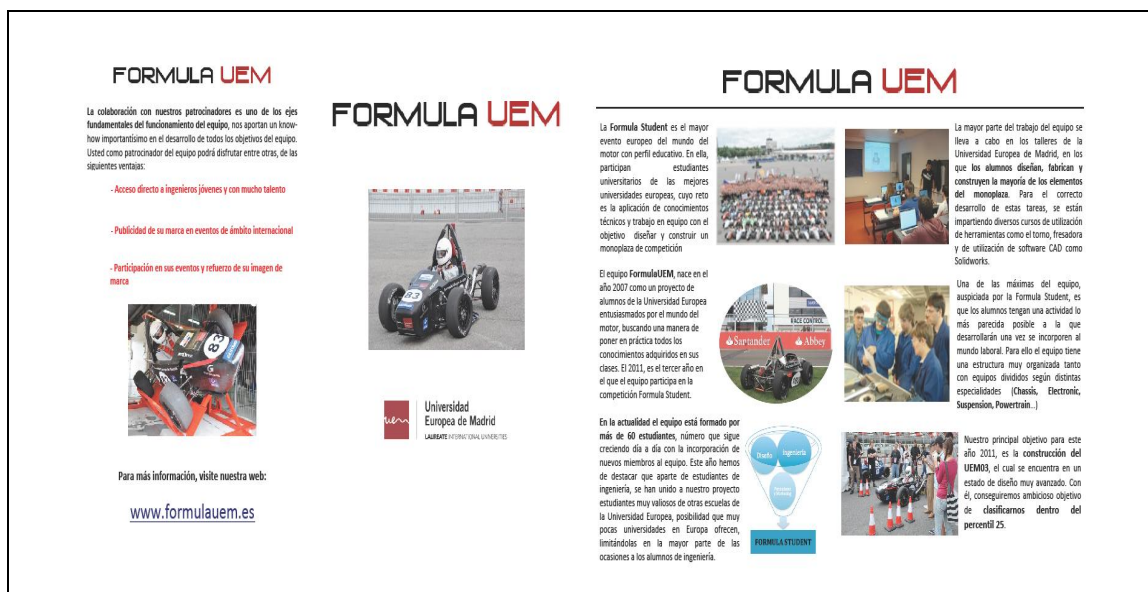 FORMULA UEM
La colaboración con nuestros patrocinadores es uno de los ejes
fundamentales del funcionamiento del equipo, nos aportan un know-
how importantísimo en el desarrollo de todos los objetivos del equipo.
Usted como patrocinador del equipo podrá disfrutar entre otras, de las
siguientes ventajas:
- Acceso directo a ingenieros jóvenes y con mucho talento
- Publicidad de su marca en eventos de ámbito internacional
- Participación en sus eventos y refuerzo de su imagen de
marca
83
Para más información, visite nuestra web:
www.formulauem.es
FORMULA UEM
83
uem
Universidad
Europea de Madrid
LAUREATE INTERNATIONAL UNIVERSITIES
FORMULA UEM
La Formula Student es el mayor
evento europeo del mundo del
motor con perfil educativo. En ella,
participan estudiantes
universitarios de las mejores
universidades europeas, cuyo reto
es la aplicación de conocimientos
técnicos y trabajo en equipo con el
objetivo diseñar y construir un
monoplaza de competición
El equipo FormulaUEM, nace en el
año 2007 como un proyecto de
alumnos de la Universidad Europea
entusiasmados por el mundo del
motor, buscando una manera de
poner en práctica todos los
conocimientos adquiridos en sus
clases. El 2011, es el tercer año en
el que el equipo participa en la
competición Formula Student.
En la actualidad el equipo está formado por
más de 60 estudiantes, número que sigue
creciendo día a día con la incorporación de
nuevos miembros al equipo. Este año hemos
de destacar que aparte de estudiantes de
ingeniería, se han unido a nuestro proyecto
estudiantes muy valiosos de otras escuelas de
la Universidad Europea, posibilidad que muy
pocas universidades en Europa ofrecen,
limitándolas en la mayor parte de las
ocasiones a los alumnos de ingeniería.
RACE CONTROL
Santander
Abbey
Diseño
Ingeniería
FORMULA STUDENT
La mayor parte del trabajo del equipo se
lleva a cabo en los talleres de la
Universidad Europea de Madrid, en los
que los alumnos diseñan, fabrican y
construyen la mayoría de los elementos
del monoplaza. Para el correcto
desarrollo de estas tareas, se están
impartiendo diversos cursos de utilización
de herramientas como el torno, fresadora
y de utilización de software CAD como
Solidworks.
Una de las máximas del equipo,
auspiciada por la Formula Student, es
que los alumnos tengan una actividad lo
más parecida posible a la que
desarrollarán una vez se incorporen al
mundo laboral. Para ello el equipo tiene
una estructura muy organizada tanto
con equipos divididos según distintas
especialidades (Chassis, Electronic,
Suspension, Powertrain...)
Nuestro principal objetivo para este
año 2011, es la construcción del
UEM03, el cual se encuentra en un
estado de diseño muy avanzado. Con
él, conseguiremos ambicioso objetivo
de clasificarnos dentro del
percentil 25.